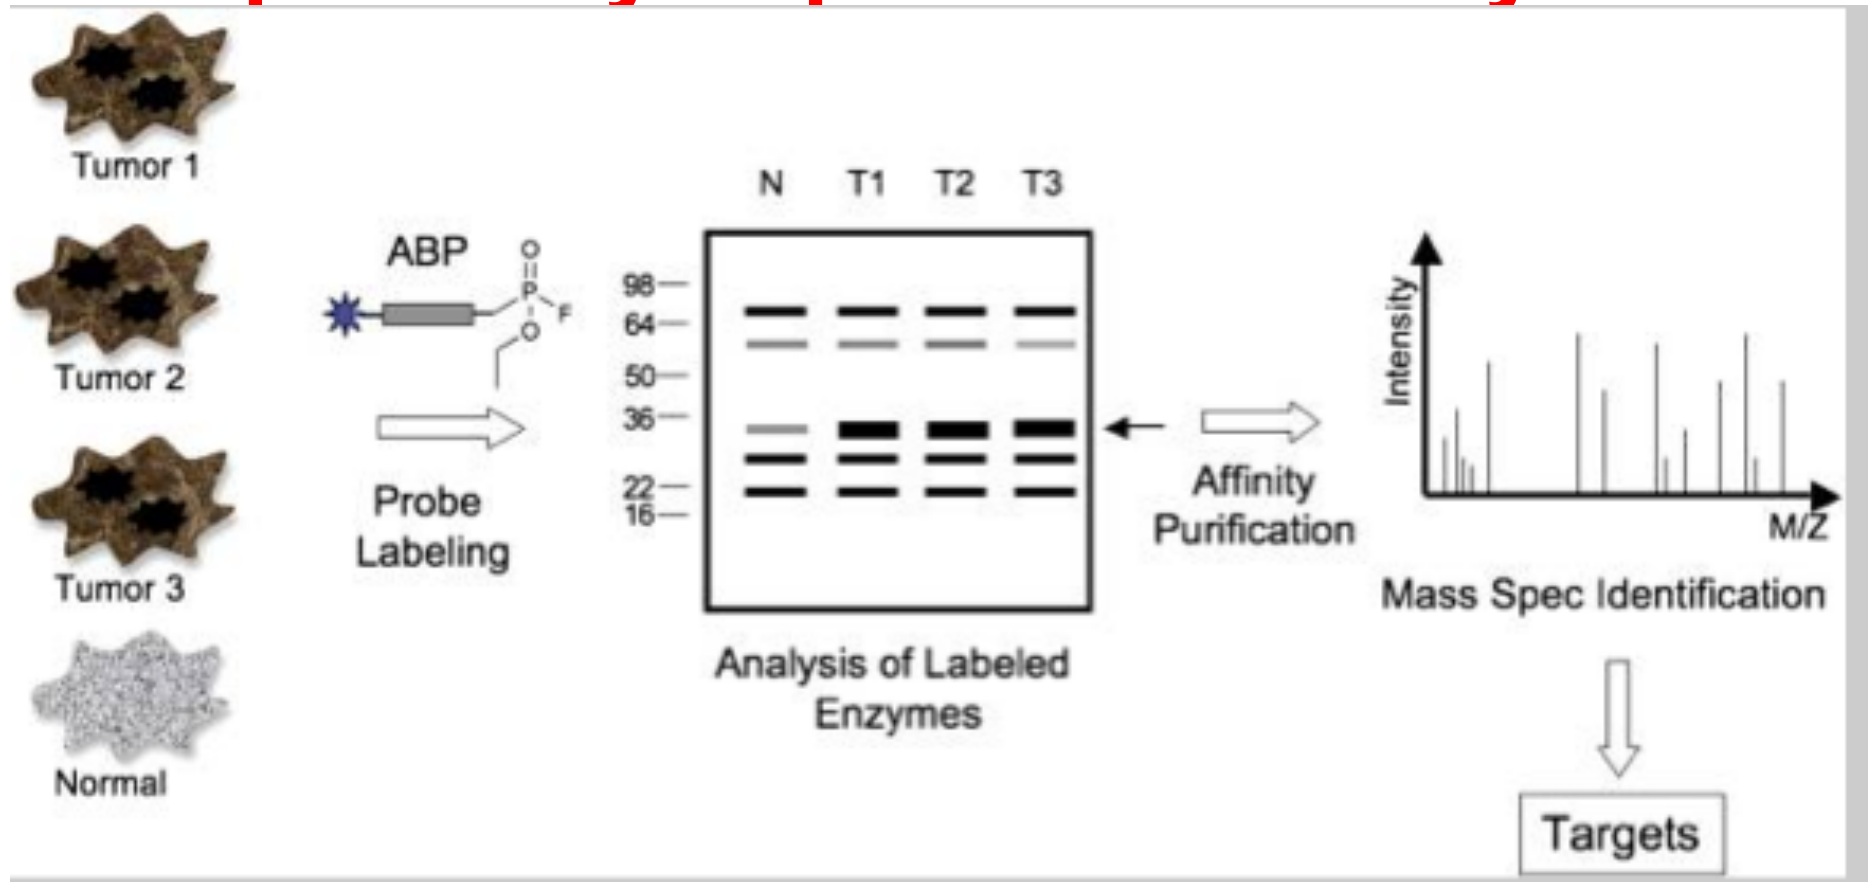 Tumor 1
Tumor 2
Tumor 3
Normal
ABP
O
P
F
O
Probe
Labeling
N T1 T2 T3
98
64
50
36
22
16
Analysis of Labeled
Enzymes
Affinity
Purification
Intensity
M/Z
Mass Spec Identification
Targets